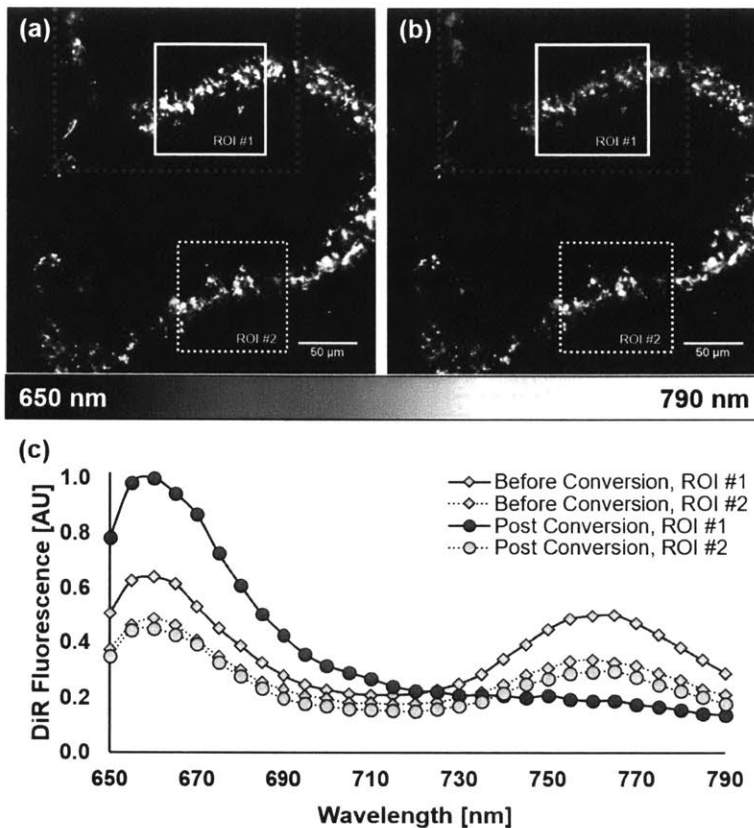 (a)
ROI #1
ROI #2
50 µm
(b)
ROI #1
ROI #2
50 µm
650 nm 790 nm
(c)
DiR Fluorescence [AU]
1.0
0.8
0.6
0.4
0.2
0.0
Before Conversion, ROI #1
Before Conversion, ROI #2
Post Conversion, ROI #1
Post Conversion, ROI #2
650 670 690 710 730 750 770 790
Wavelength [nm]